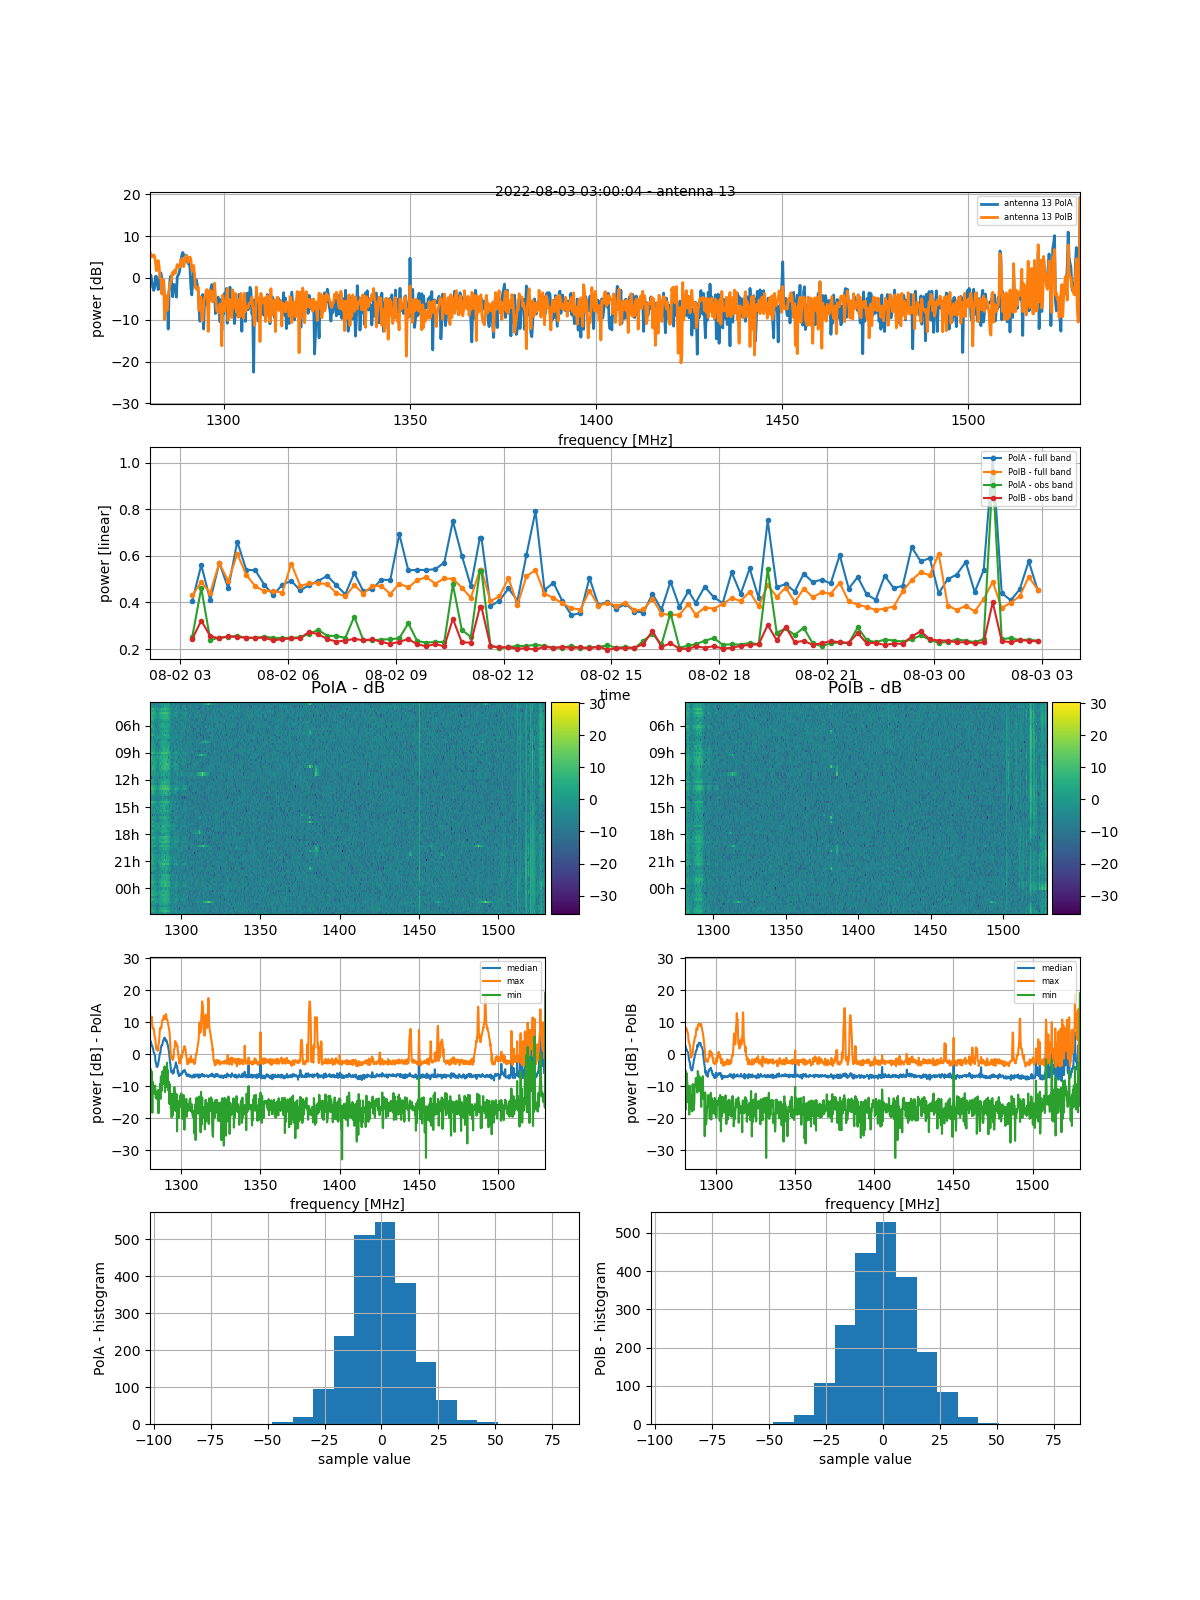 2022-08-03 03:00:04 - antenna 13
antenna 13 PolA
antenna 13 PolB
power [dB]
20
10
0
−10
−20
−30
1300 1350 1400 1450 1500
frequency [MHz]
PolA - full band
PolB - full band
PolA - obs band
PolB - obs band
power [linear]
1.0
0.8
0.6
0.4
0.2
08-02 03 08-02 06 08-02 09 08-02 12 08-02 15 08-02 18 08-02 21 08-03 00 08-03 03
time
PolA - dB
06h
09h
12h
15h
18h
21h
00h
1300 1350 1400 1450 1500
30
20
10
0
−10
−20
−30
PolB - dB
06h
09h
12h
15h
18h
21h
00h
1300 1350 1400 1450 1500
30
20
10
0
−10
−20
−30
power [dB] - PolA
30
20
10
0
−10
−20
−30
median
max
min
1300 1350 1400 1450 1500
frequency [MHz]
power [dB] - PolB
30
20
10
0
−10
−20
−30
median
max
min
1300 1350 1400 1450 1500
frequency [MHz]
PolA - histogram
500
400
300
200
100
0
−100 −75 −50 −25 0 25 50 75
sample value
PolB - histogram
500
400
300
200
100
0
−100 −75 −50 −25 0 25 50 75
sample value